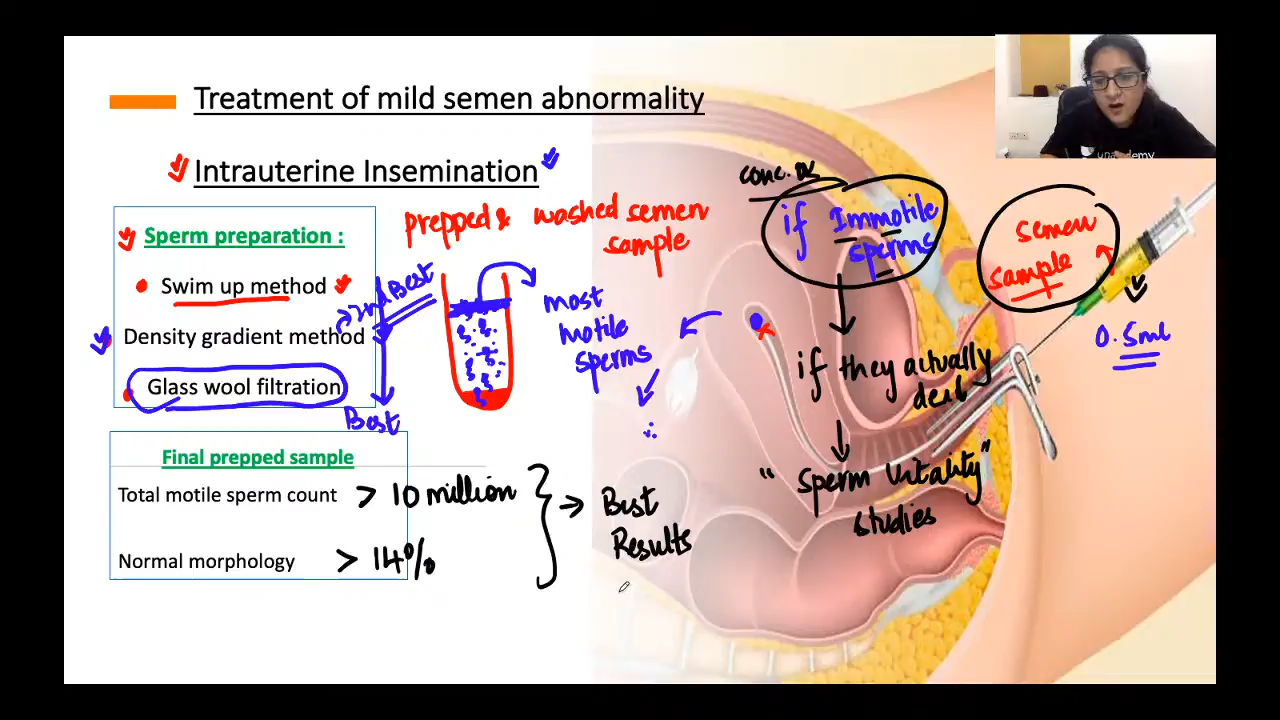 Treatment of mild semen abnormality
Intrauterine Insemination
Sperm preparation :
Swim up method
Density gradient method
Glass wool filtration
2nd Best
Best
prepped & washed semen
sample
most
motile
sperms
conc. ok
if Immotile
sperms
if they actually
dead
"Sperm Vitality"
studies
semen
sample
0.5ml
Final prepped sample
Total motile sperm count > 10 million
Normal morphology > 14%
Best
Results
unacademy